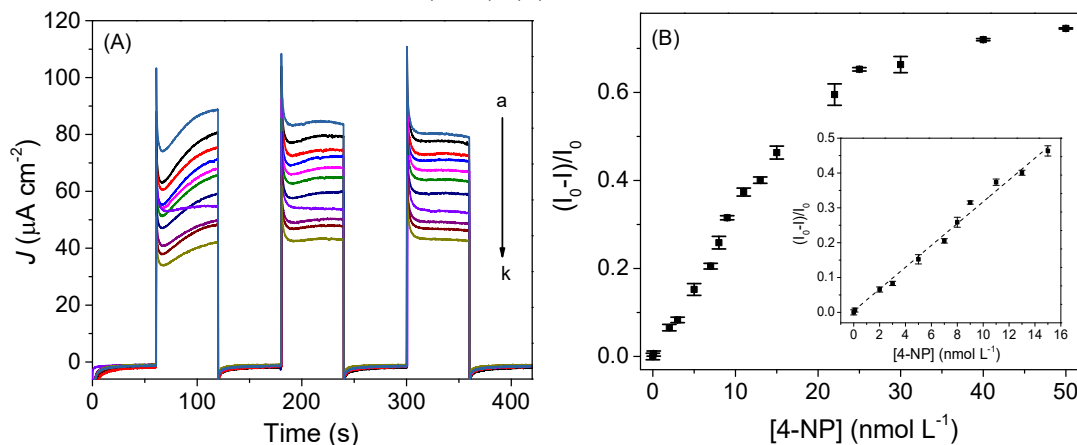 (A)
120
100
80
60
40
20
0
J (µA cm⁻²)
a
k
0 100 200 300 400
Time (s)
(B)
0.6
0.4
0.2
0.0
(I₀-I)/I₀
0 10 20 30 40 50
[4-NP] (nmol L⁻¹)
0.5
0.4
0.3
0.2
0.1
0.0
(I₀-I)/I₀
0 2 4 6 8 10 12 14 16
[4-NP] (nmol L⁻¹)